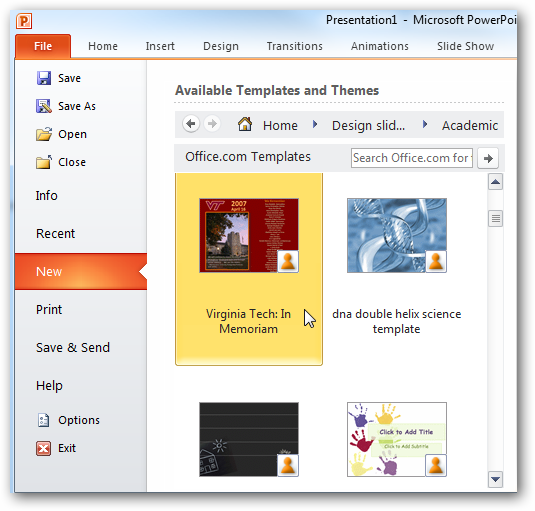 Presentation1 - Microsoft PowerPoi
File Home Insert Design Transitions Animations Slide Show
Save
Save As
Open
Close
Info
Recent
New
Print
Save & Send
Help
Options
Exit
Available Templates and Themes
Home Design slid... Academic
Office.com Templates Search Office.com for
VT 2007
April 16
Virginia Tech: In
Memoriam
dna double helix science
template
Click to Add Title
Click to Add Subtitle